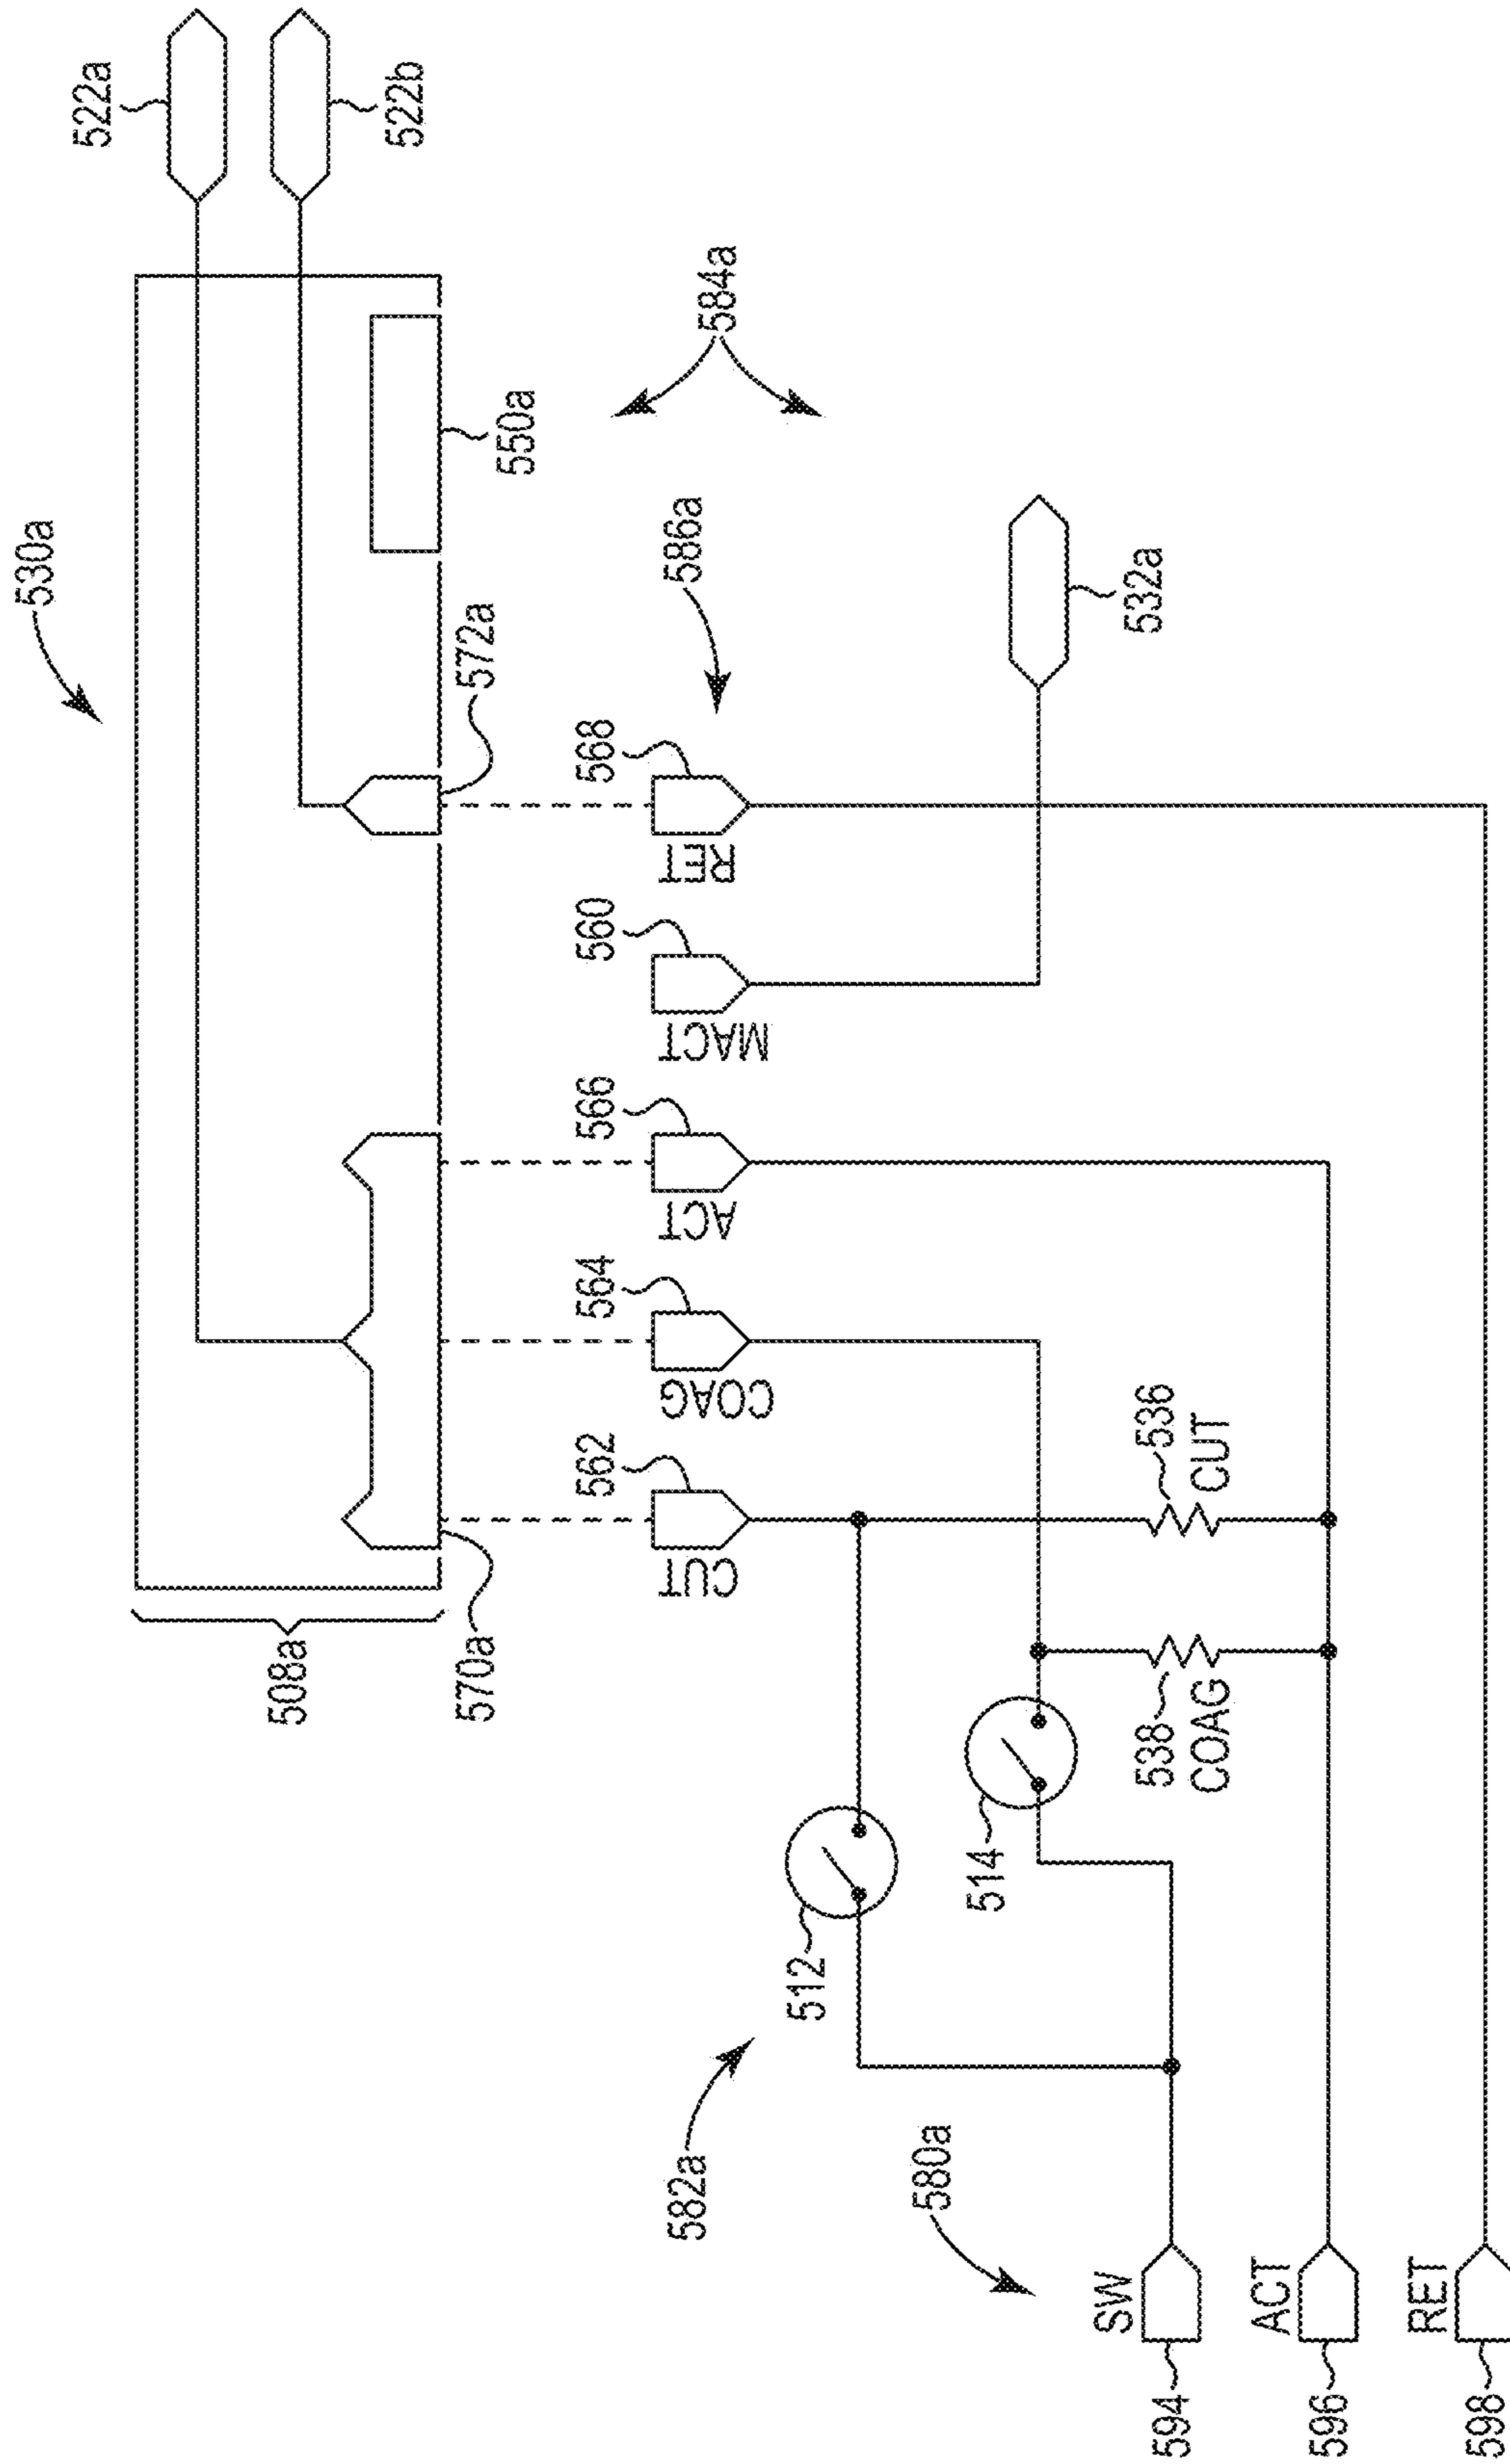 530a
522a
522b
508a
570a
572a
550a
584a
586a
562
564
566
560
568
CUT
COAG
ACT
MACT
RET
532a
582a
512
514
536
CUT
538
COAG
580a
SW
594
ACT
596
RET
598